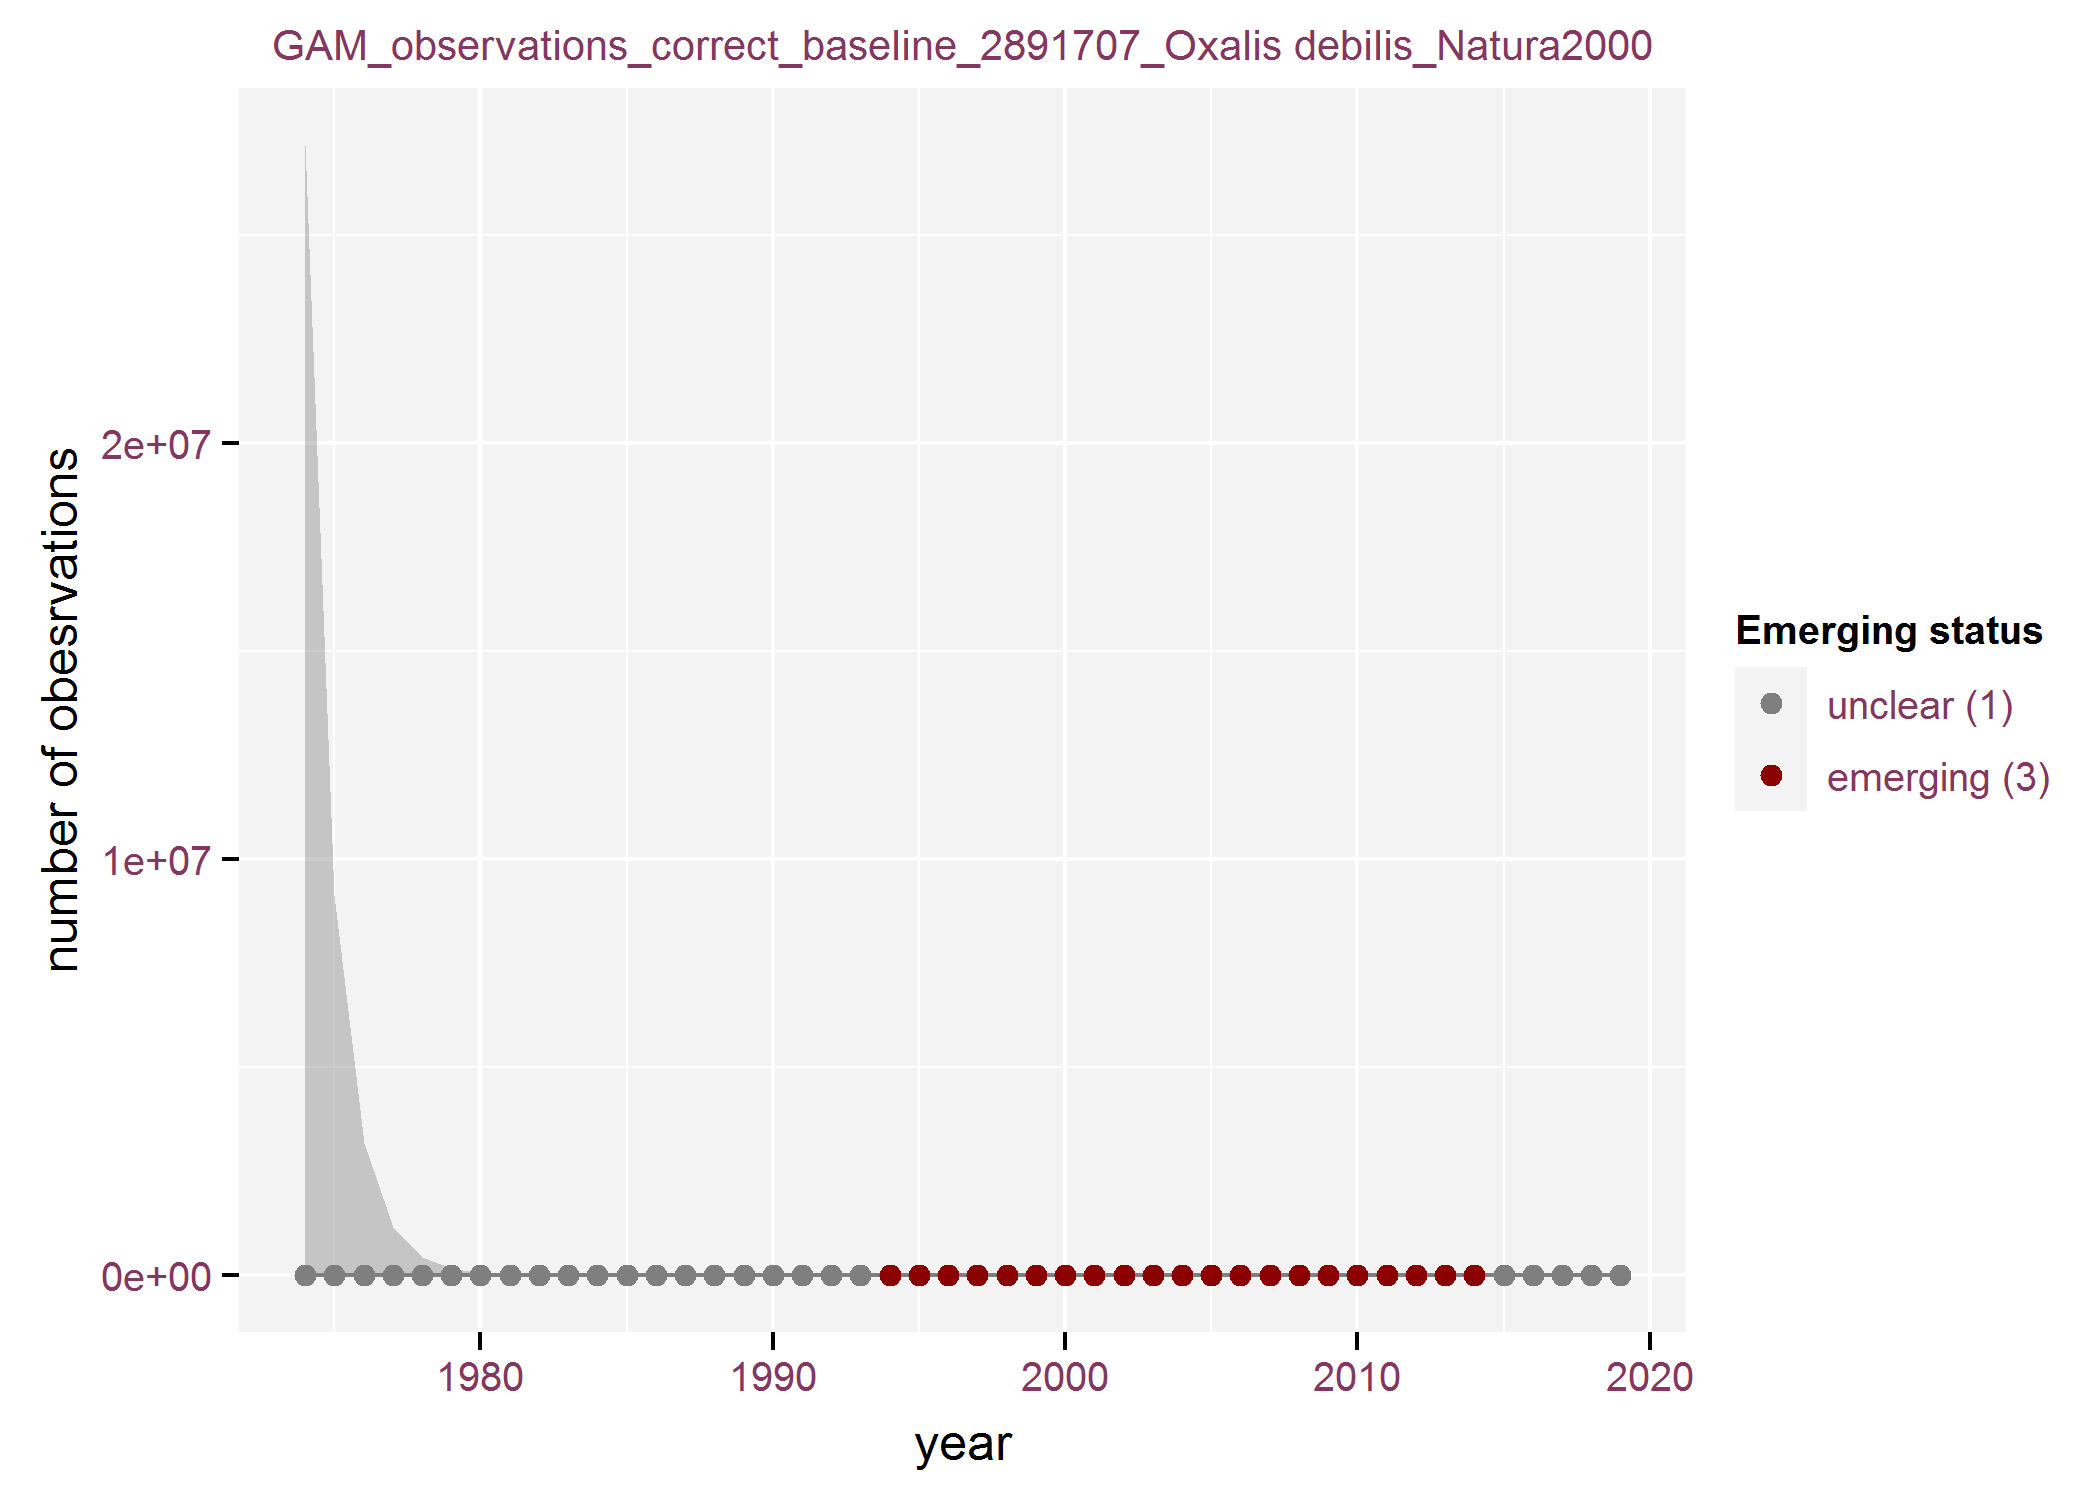 GAM_observations_correct_baseline_2891707_Oxalis debilis_Natura2000
number of obesrvations
2e+07
1e+07
0e+00
1980
1990
2000
2010
2020
year
Emerging status
unclear (1)
emerging (3)